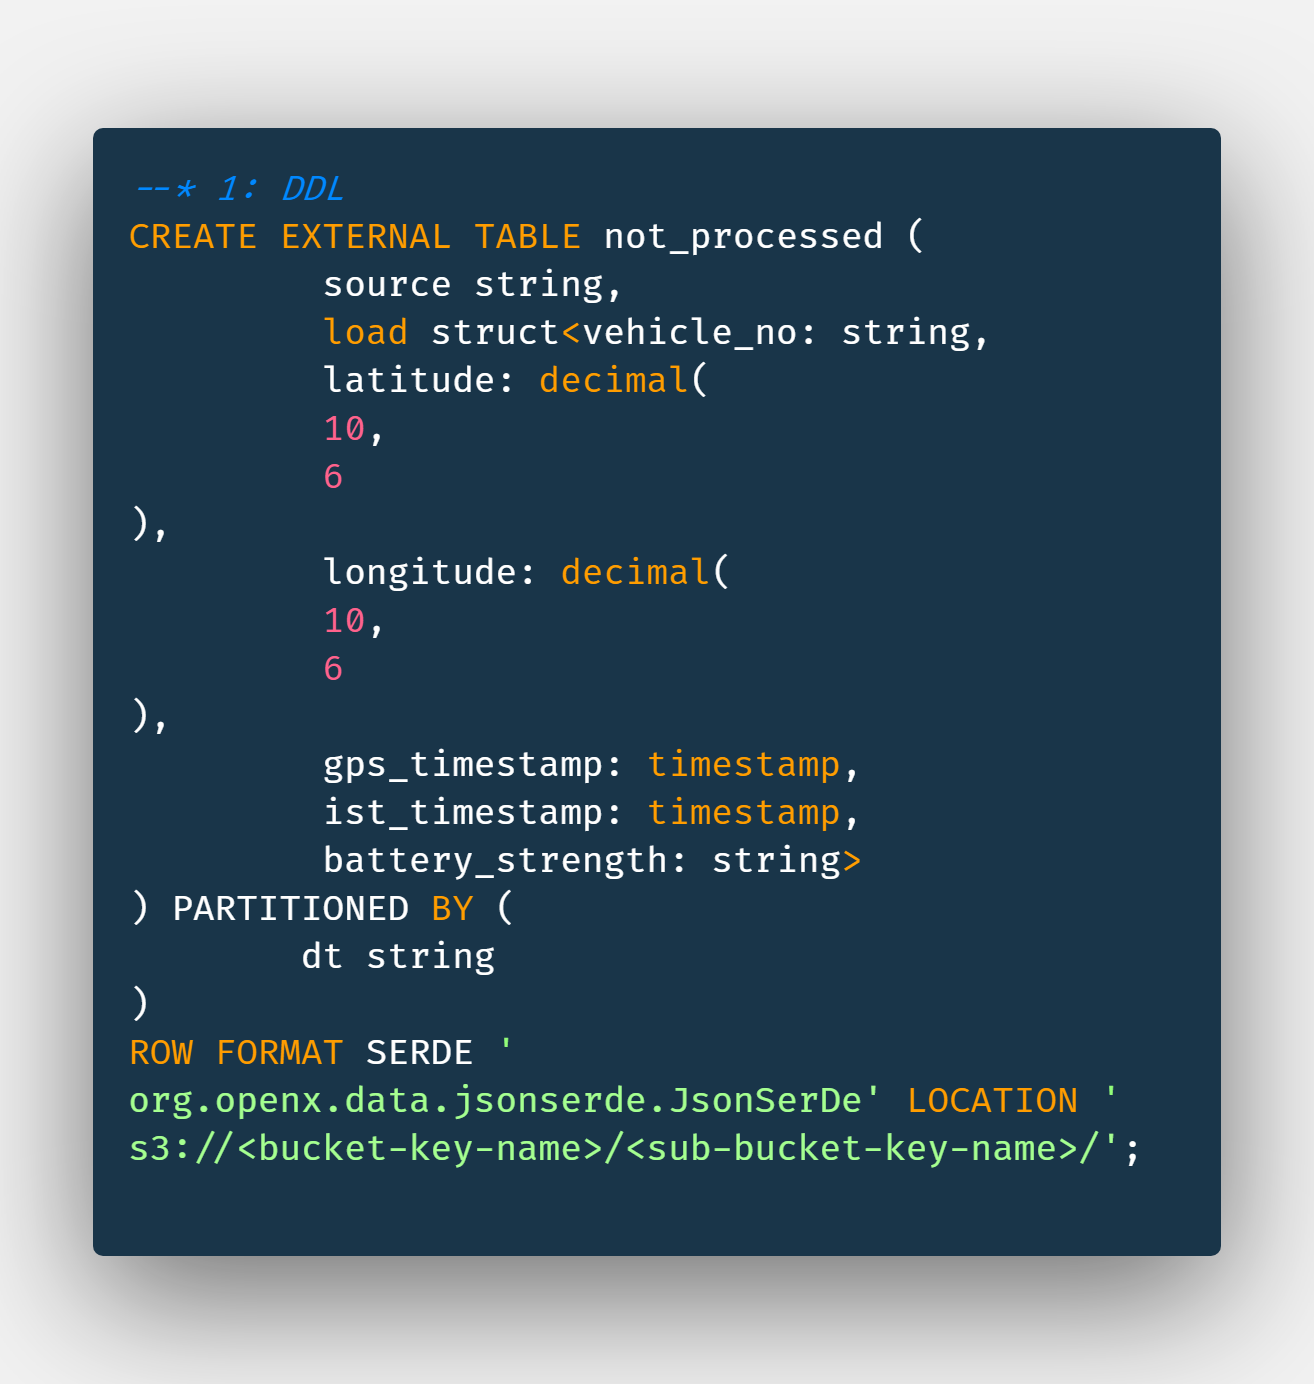 --* 1: DDL
CREATE EXTERNAL TABLE not_processed (
         source string,
         load struct<vehicle_no: string,
         latitude: decimal(
         10,
         6
),
         longitude: decimal(
         10,
         6
),
         gps_timestamp: timestamp,
         ist_timestamp: timestamp,
         battery_strength: string>
) PARTITIONED BY (
        dt string
)
ROW FORMAT SERDE '
org.openx.data.jsonserde.JsonSerDe' LOCATION '
s3://<bucket-key-name>/<sub-bucket-key-name>/';